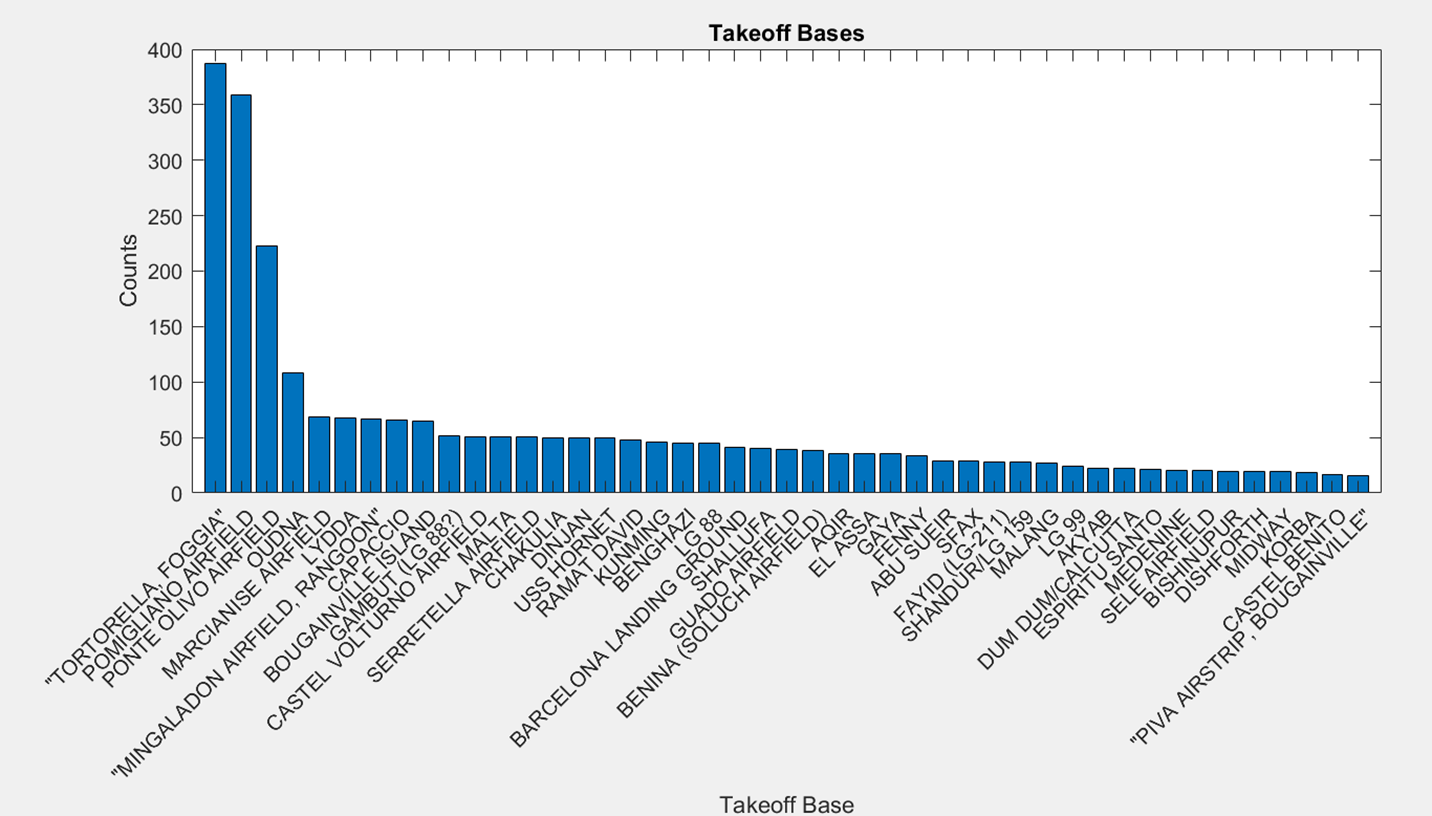 Takeoff Bases
400
350
300
250
200
150
100
50
0
Counts
"TORTORELLA, FOGGIA"
POMIGLIANO AIRFIELD
PONTE OLIVO AIRFIELD
OUDNA
MARCIANISE AIRFIELD
LYDDA
"MINGALADON AIRFIELD, RANGOON"
CAPACCIO
BOUGAINVILLE ISLAND
GAMBUT (LG 88?)
CASTEL VOLTURNO AIRFIELD
MALTA
SERRETELLA AIRFIELD
CHAKULIA
DINJAN
USS HORNET
RAMAT DAVID
KUNMING
BENGHAZI
LG 88
BARCELONA LANDING GROUND
SHALLUFA
GUADO AIRFIELD
BENINA (SOLUCH AIRFIELD)
AQIR
EL ASSA
GAYA
FENNY
ABU SUEIR
SFAX
FAYID (LG-211)
SHANDUR/LG 159
MALANG
LG 99
AKYAB
DUM DUM/CALCUTTA
ESPIRITU SANTO
MEDENINE
SELE AIRFIELD
BISHINUPUR
DISHFORTH
MIDWAY
KORBA
CASTEL BENITO
"PIVA AIRSTRIP, BOUGAINVILLE"
Takeoff Base